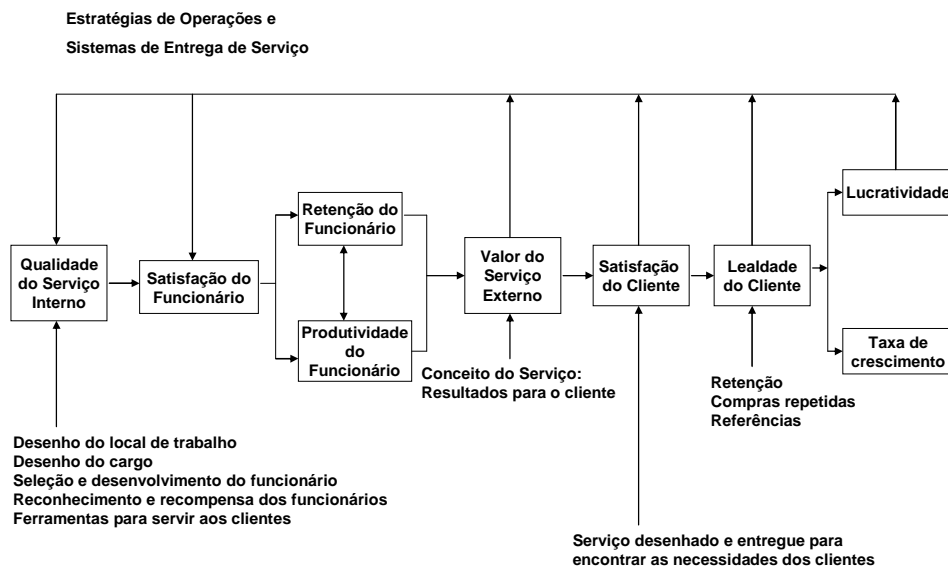 Estratégias de Operações e
Sistemas de Entrega de Serviço
Lucratividade
Retenção do
Funcionário
Qualidade
do Serviço
Interno
Satisfação do
Funcionário
Valor do
Serviço
Externo
Satisfação
do Cliente
Lealdade
do Cliente
Produtividade
do
Funcionário
Taxa de
crescimento
Conceito do Serviço:
Resultados para o cliente
Retenção
Compras repetidas
Referências
Desenho do local de trabalho
Desenho do cargo
Seleção e desenvolvimento do funcionário
Reconhecimento e recompensa dos funcionários
Ferramentas para servir aos clientes
Serviço desenhado e entregue para
encontrar as necessidades dos clientes